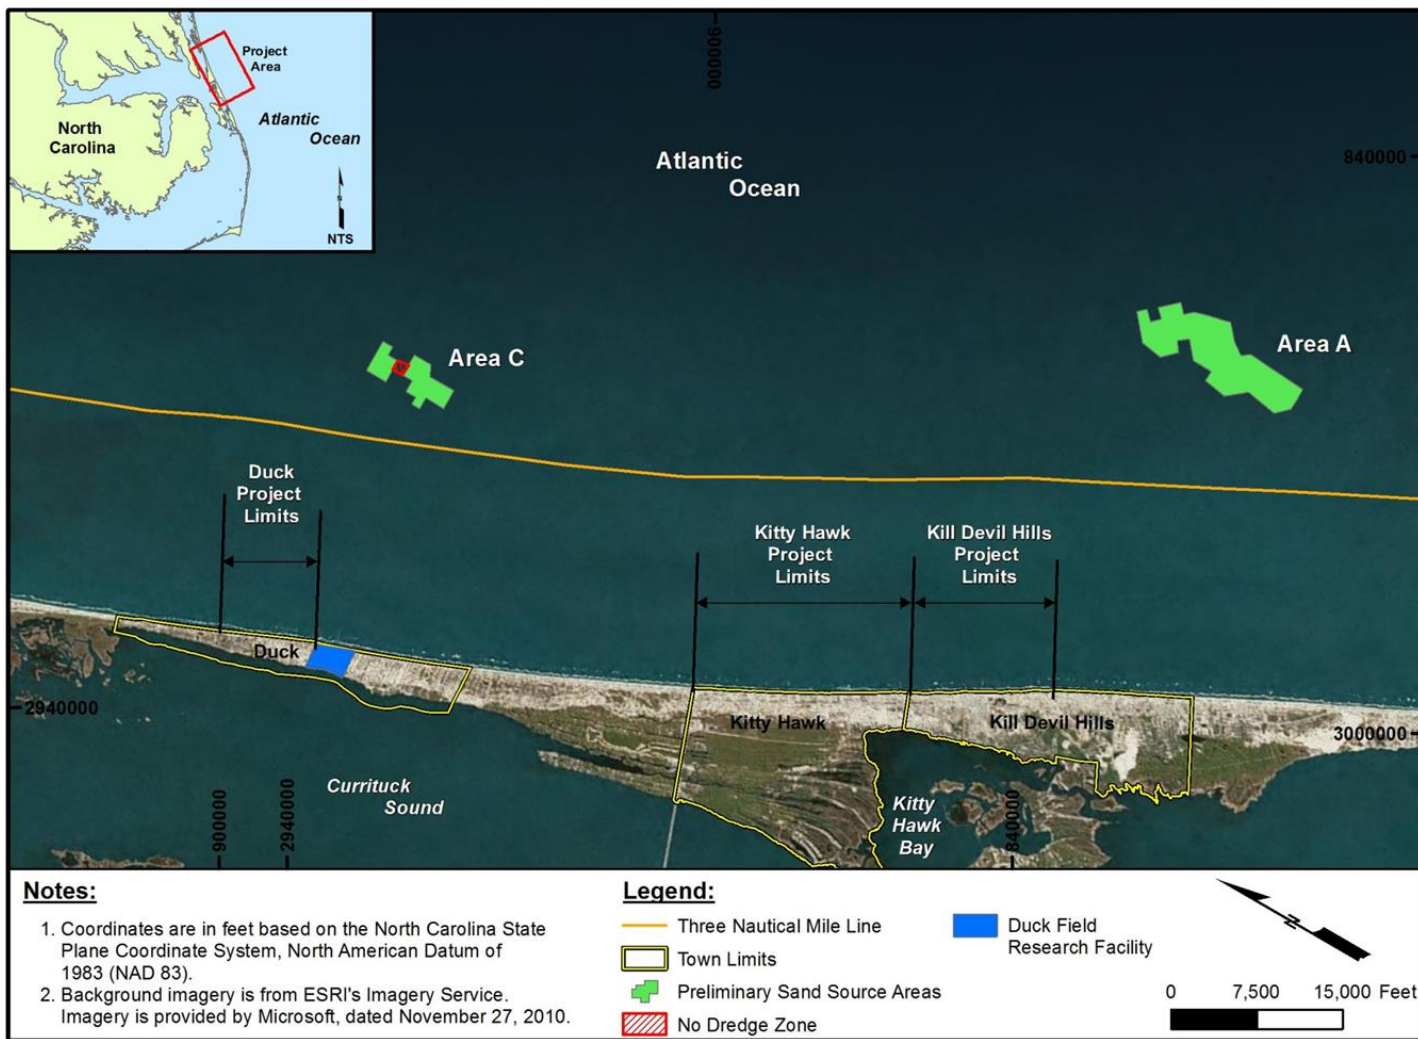 Project
Area
North
Carolina
Atlantic
Ocean
N
NTS
900000
840000
Atlantic
Ocean
Area C
Area A
Duck
Project
Limits
Kitty Hawk
Project
Limits
Kill Devil Hills
Project
Limits
Duck
Kitty Hawk
Kill Devil Hills
2940000
3000000
Currituck
Sound
Kitty
Hawk
Bay
900000
2940000
840000
Notes:
1. Coordinates are in feet based on the North Carolina State
Plane Coordinate System, North American Datum of
1983 (NAD 83).
2. Background imagery is from ESRI's Imagery Service.
Imagery is provided by Microsoft, dated November 27, 2010.
Legend:
Three Nautical Mile Line
Town Limits
Preliminary Sand Source Areas
No Dredge Zone
Duck Field
Research Facility
N
0 7,500 15,000 Feet